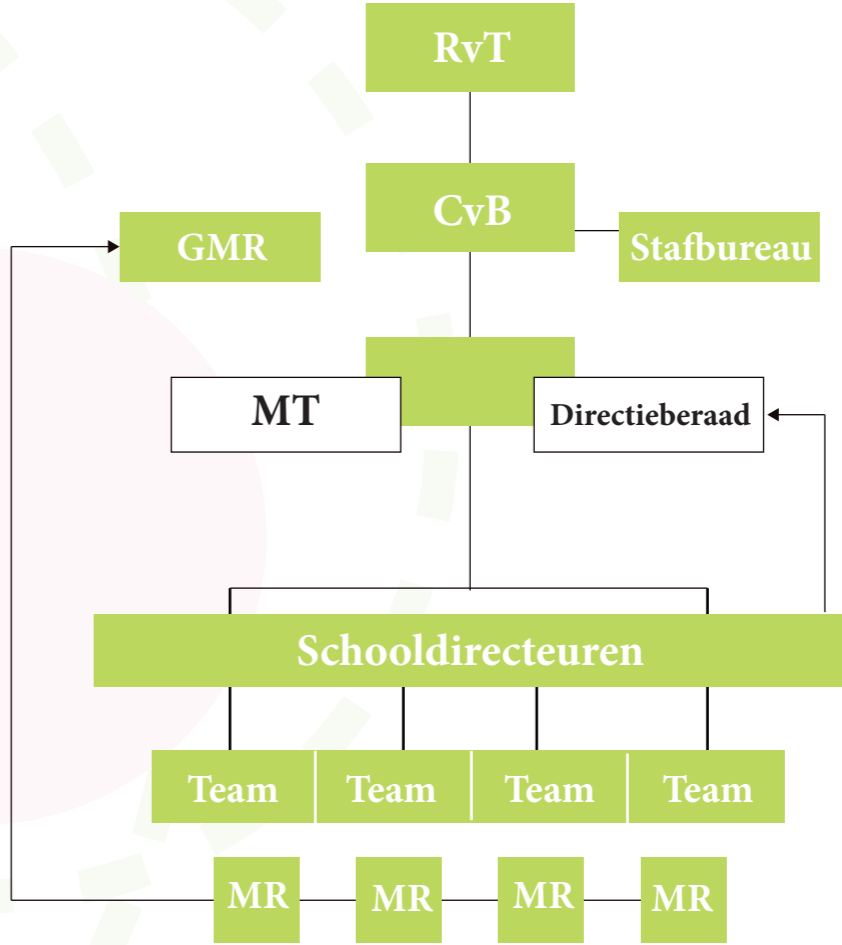 RvT
CvB
GMR
Stafbureau
MT
Directieberaad
Schooldirecteuren
Team
Team
Team
Team
MR
MR
MR
MR